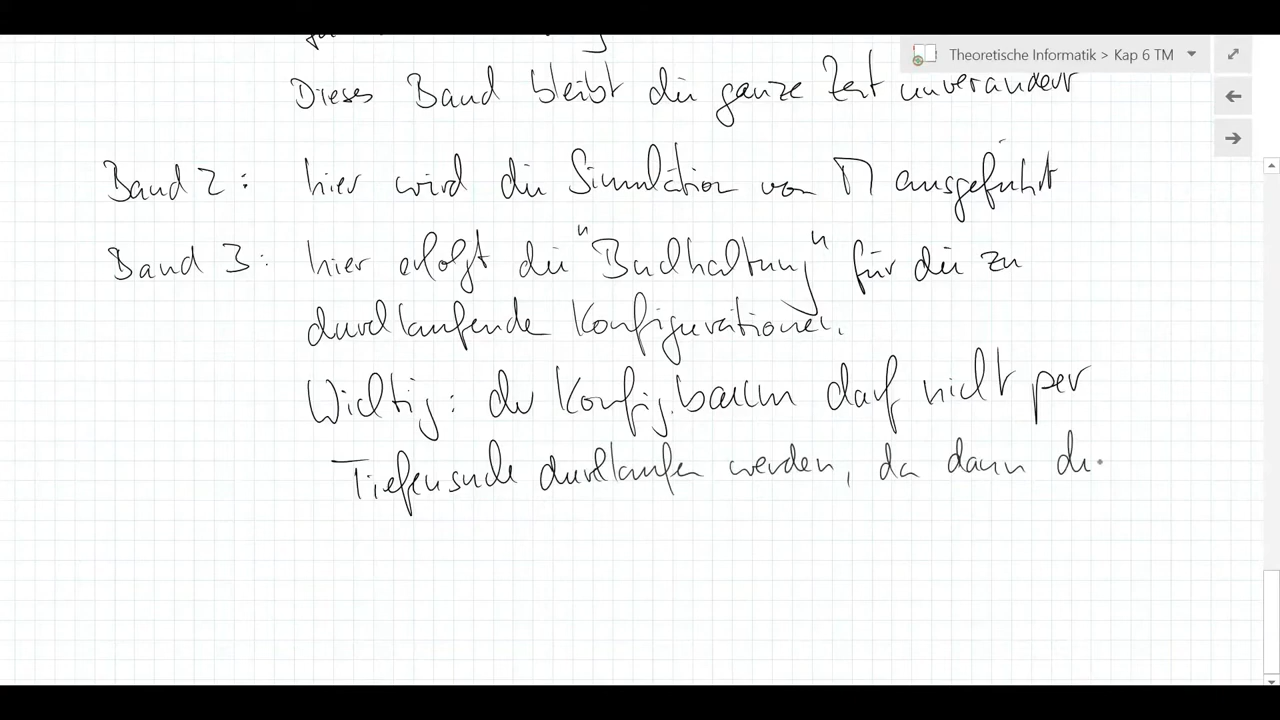 Theoretische Informatik > Kap 6 TM
Dieses Band bleibt die ganze Zeit unverändert
Band 2: hier wird die Simulation von M ausgeführt
Band 3: hier erfolgt die "Buchhaltung" für die zu
durchlaufende Konfigurationen.
Wichtig: der Konfig.baum darf nicht per
Tiefensuche durchlaufen werden, da dann di